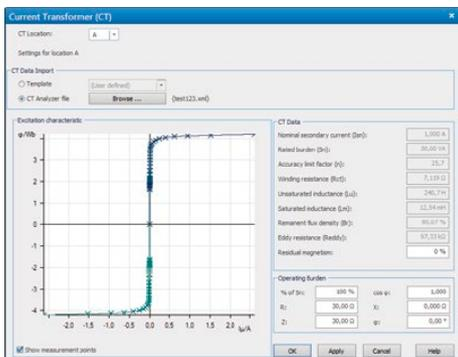 Current Transformer (CT)
CT Location: A
Settings for location A
CT Data Import
Template (User defined)
CT Analyzer file Browse ... (test123.xml)
Excitation characteristic
φ/Wb
3
2
1
0
-1
-2
-3
-4
-2.0 -1.5 -1.0 -0.5 0.0 0.5 1.0 1.5 2.0
Iμ/A
Show measurement points
CT Data
Nominal secondary current (Isn): 1,000 A
Rated burden (Sn): 30,00 VA
Accuracy limit factor (n): 25,7
Winding resistance (Rct): 7,119 Ω
Unsaturated inductance (Lu): 240,7 H
Saturated inductance (Lm): 12,54 mH
Remanent flux density (Br):
Eddy resistance (Reddy): 57,33 kΩ
Residual magnetism: 0 %
Operating Burden
% of Sn: 100 % cos φ: 1,000
R: 30,00 Ω X: 0,000 Ω
Z: 30,00 Ω φ: 0,00 °
OK Apply Cancel Help